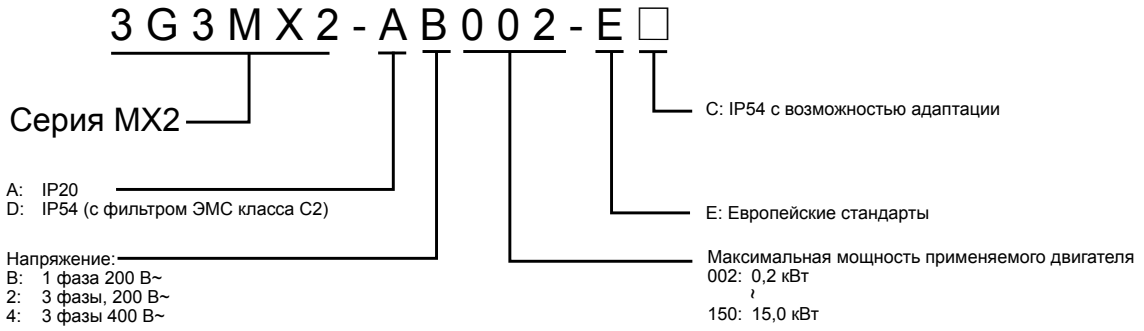 3G3MX2-AB002-E□
Серия MX2
A: IP20
D: IP54 (с фильтром ЭМС класса C2)
Напряжение:
B: 1 фаза 200 В~
2: 3 фазы, 200 В~
4: 3 фазы 400 В~
C: IP54 с возможностью адаптации
E: Европейские стандарты
Максимальная мощность применяемого двигателя
002: 0,2 кВт
~
150: 15,0 кВт